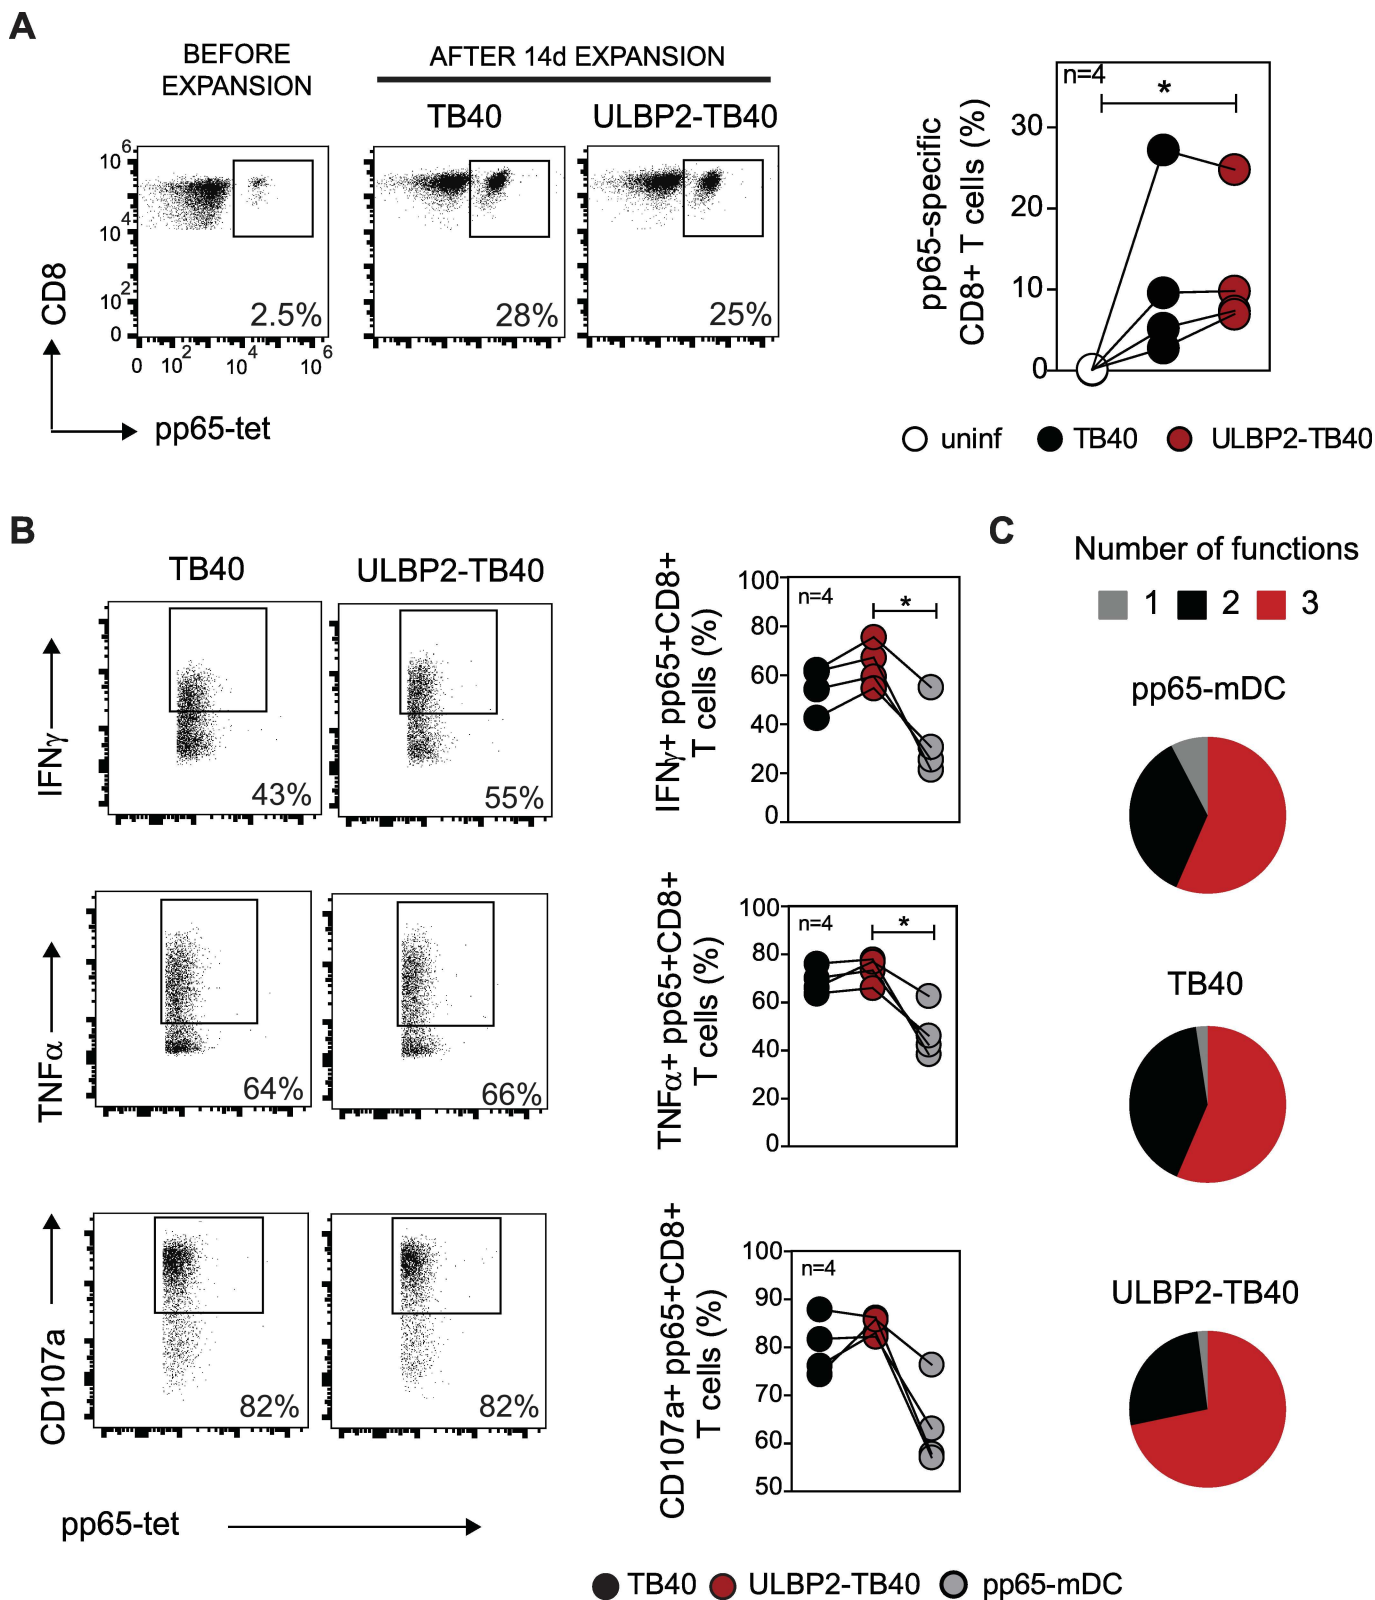 A
BEFORE
EXPANSION
AFTER 14d EXPANSION
TB40
ULBP2-TB40
10^6
10^4
10^2
0
CD8
2.5%
28%
25%
0 10^2 10^4 10^6
pp65-tet
pp65-specific
CD8+ T cells (%)
n=4
*
30
20
10
0
uninf
TB40
ULBP2-TB40
B
TB40
ULBP2-TB40
IFNγ
43%
55%
IFNγ+ pp65+CD8+
T cells (%)
100
80
60
40
20
0
n=4
*
TNFα
64%
66%
TNFα+ pp65+CD8+
T cells (%)
100
80
60
40
20
0
n=4
*
CD107a
82%
82%
CD107a+ pp65+CD8+
T cells (%)
100
90
80
70
60
50
n=4
pp65-tet
TB40
ULBP2-TB40
pp65-mDC
C
Number of functions
1 2 3
pp65-mDC
TB40
ULBP2-TB40